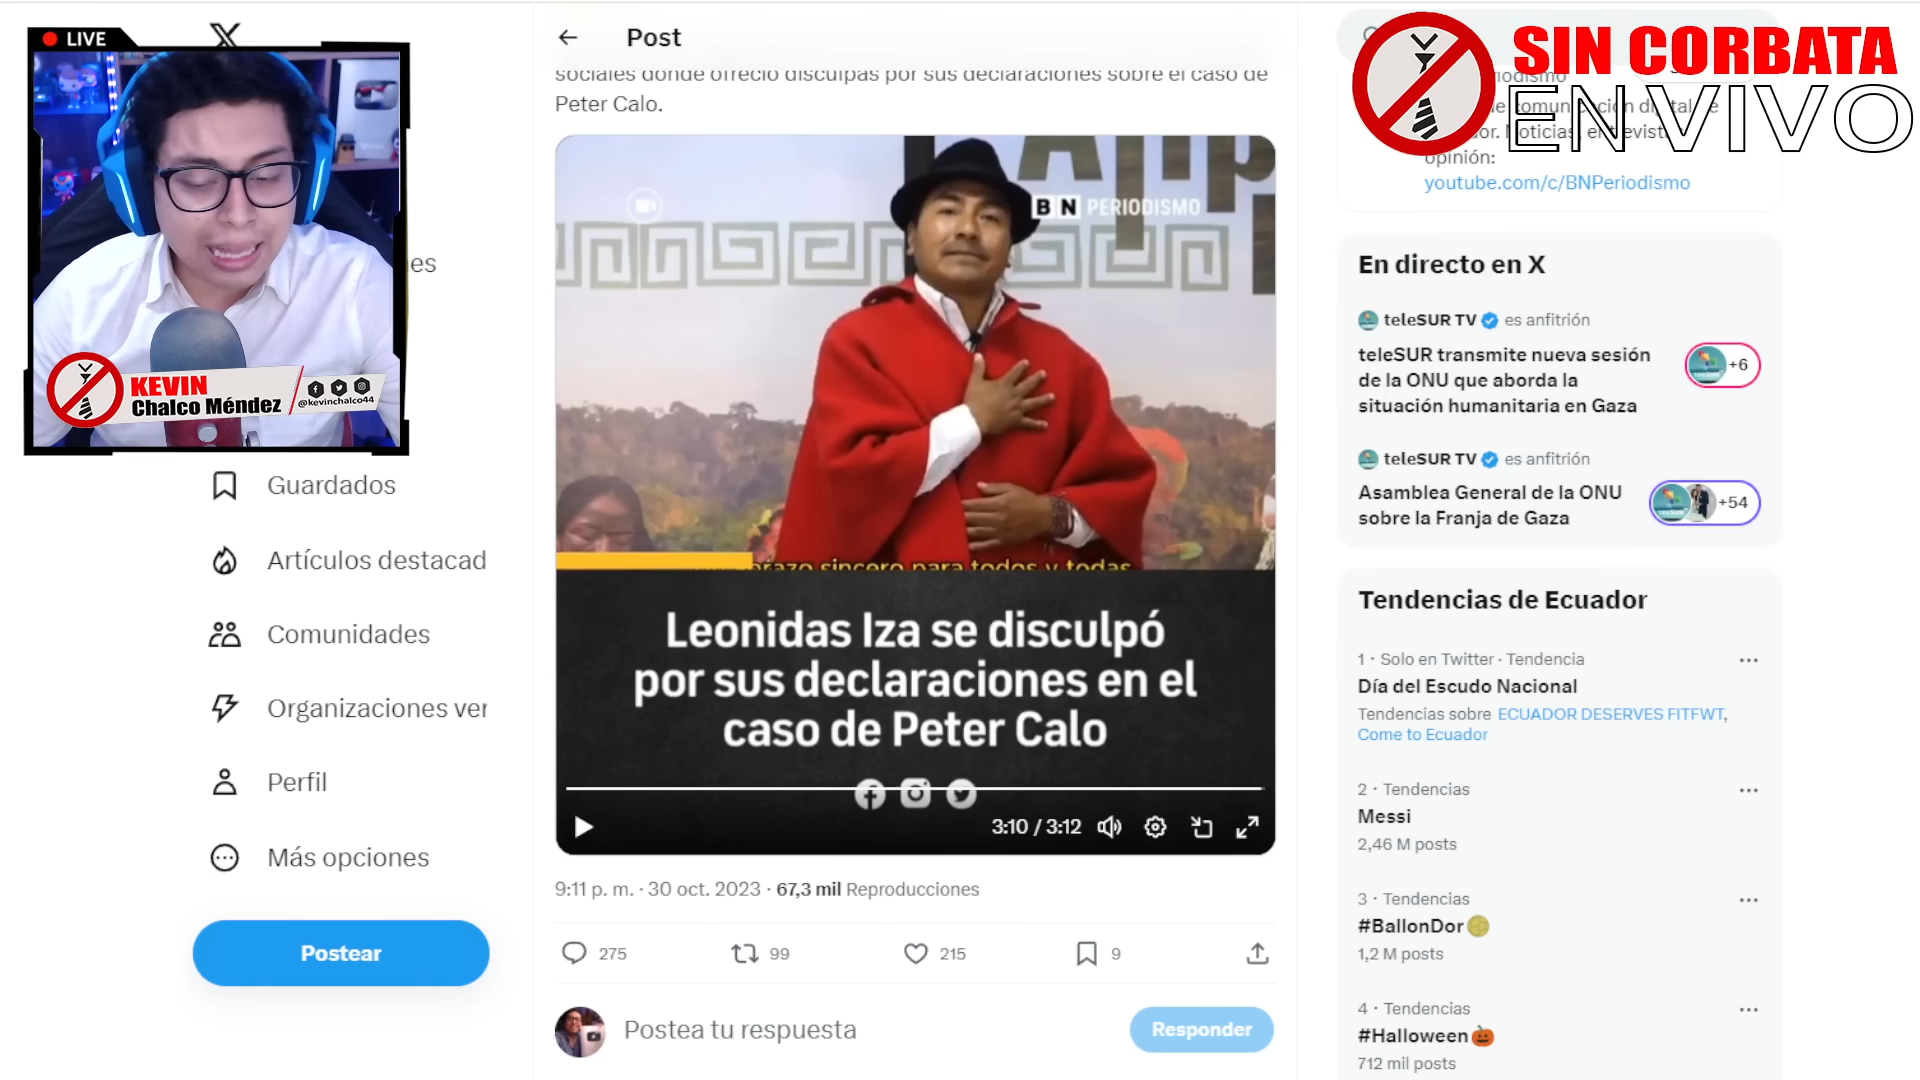 LIVE
SIN CORBATA
EN VIVO
KEVIN
Chalco Méndez
@kevinchalco44
es
Guardados
Artículos destacad
Comunidades
Organizaciones ver
Perfil
Más opciones
Postear
Post
sociales donde ofreció disculpas por sus declaraciones sobre el caso de
Peter Calo.
BN PERIODISMO
brazo sincero para todos y todas
Leonidas Iza se disculpó
por sus declaraciones en el
caso de Peter Calo
3:10 / 3:12
9:11 p. m. · 30 oct. 2023 · 67,3 mil Reproducciones
275
99
215
9
Postea tu respuesta
Responder
opinión:
youtube.com/c/BNPeriodismo
En directo en X
teleSUR TV es anfitrión
teleSUR transmite nueva sesión
de la ONU que aborda la
situación humanitaria en Gaza
+6
teleSUR TV es anfitrión
Asamblea General de la ONU
sobre la Franja de Gaza
+54
Tendencias de Ecuador
1 · Solo en Twitter · Tendencia
Día del Escudo Nacional
Tendencias sobre ECUADOR DESERVES FITFWT,
Come to Ecuador
2 · Tendencias
Messi
2,46 M posts
3 · Tendencias
#BallonDor
1,2 M posts
4 · Tendencias
#Halloween🎃
712 mil posts